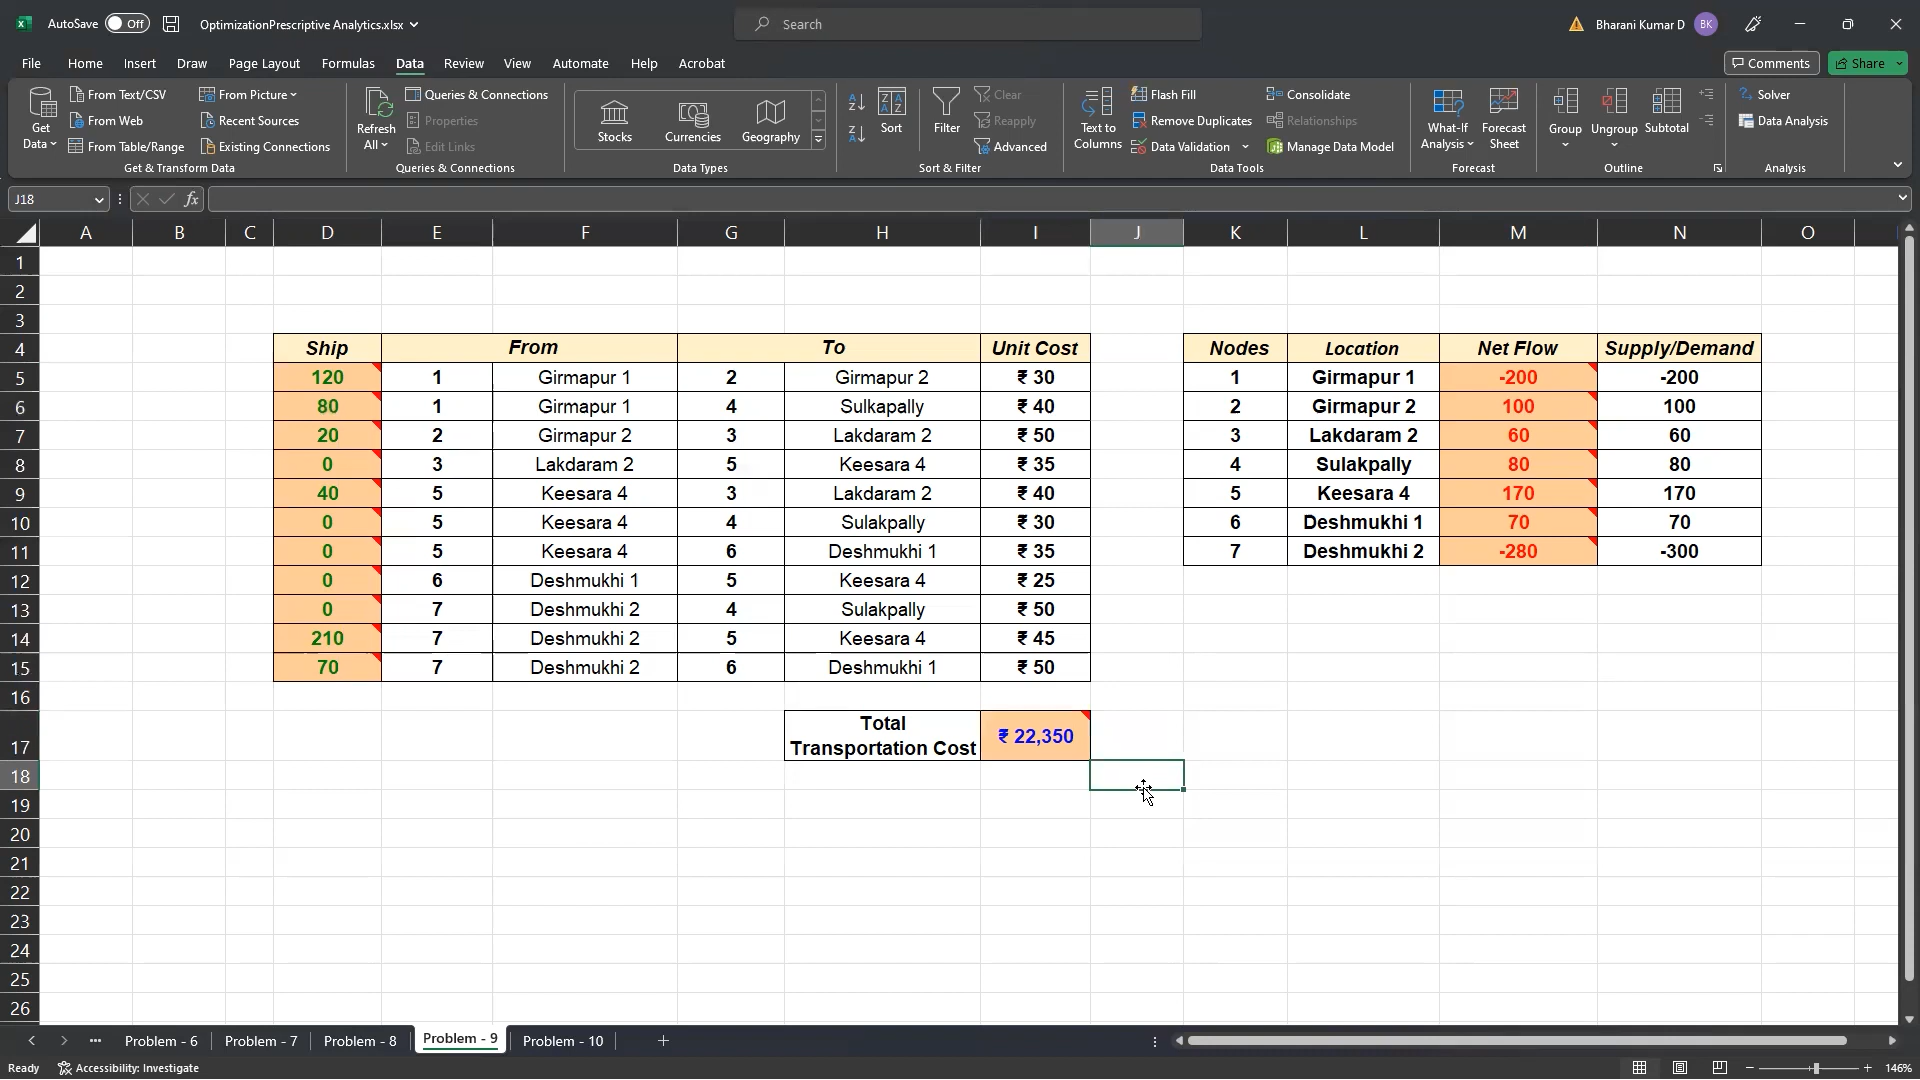 AutoSave Off OptimizationPrescriptive Analytics.xlsx Search Bharani Kumar D BK
File Home Insert Draw Page Layout Formulas Data Review View Automate Help Acrobat Comments Share
Get Data From Text/CSV From Web From Table/Range From Picture Recent Sources Existing Connections
Get & Transform Data
Refresh All Queries & Connections Properties Edit Links
Queries & Connections
Stocks Currencies Geography
Data Types
Sort Filter Clear Reapply Advanced
Sort & Filter
Text to Columns Flash Fill Remove Duplicates Data Validation Consolidate Relationships Manage Data Model
Data Tools
What-If Analysis Forecast Sheet
Forecast
Group Ungroup Subtotal
Outline
Solver Data Analysis
Analysis
J18 fx
A B C D E F G H I J K L M N O
1
2
3
4 Ship From To Unit Cost Nodes Location Net Flow Supply/Demand
5 120 1 Girmapur 1 2 Girmapur 2 ₹ 30 1 Girmapur 1 -200 -200
6 80 1 Girmapur 1 4 Sulkapally ₹ 40 2 Girmapur 2 100 100
7 20 2 Girmapur 2 3 Lakdaram 2 ₹ 50 3 Lakdaram 2 60 60
8 0 3 Lakdaram 2 5 Keesara 4 ₹ 35 4 Sulakpally 80 80
9 40 5 Keesara 4 3 Lakdaram 2 ₹ 40 5 Keesara 4 170 170
10 0 5 Keesara 4 4 Sulakpally ₹ 30 6 Deshmukhi 1 70 70
11 0 5 Keesara 4 6 Deshmukhi 1 ₹ 35 7 Deshmukhi 2 -280 -300
12 0 6 Deshmukhi 1 5 Keesara 4 ₹ 25
13 0 7 Deshmukhi 2 4 Sulakpally ₹ 50
14 210 7 Deshmukhi 2 5 Keesara 4 ₹ 45
15 70 7 Deshmukhi 2 6 Deshmukhi 1 ₹ 50
16
17 Total Transportation Cost ₹ 22,350
18
19
20
21
22
23
24
25
26
Problem - 6 Problem - 7 Problem - 8 Problem - 9 Problem - 10
Ready Accessibility: Investigate 146%